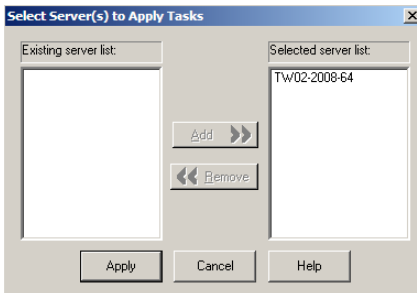 Select Server(s) to Apply Tasks
Existing server list:
Selected server list:
TW02-2008-64
Add
Remove
Apply
Cancel
Help